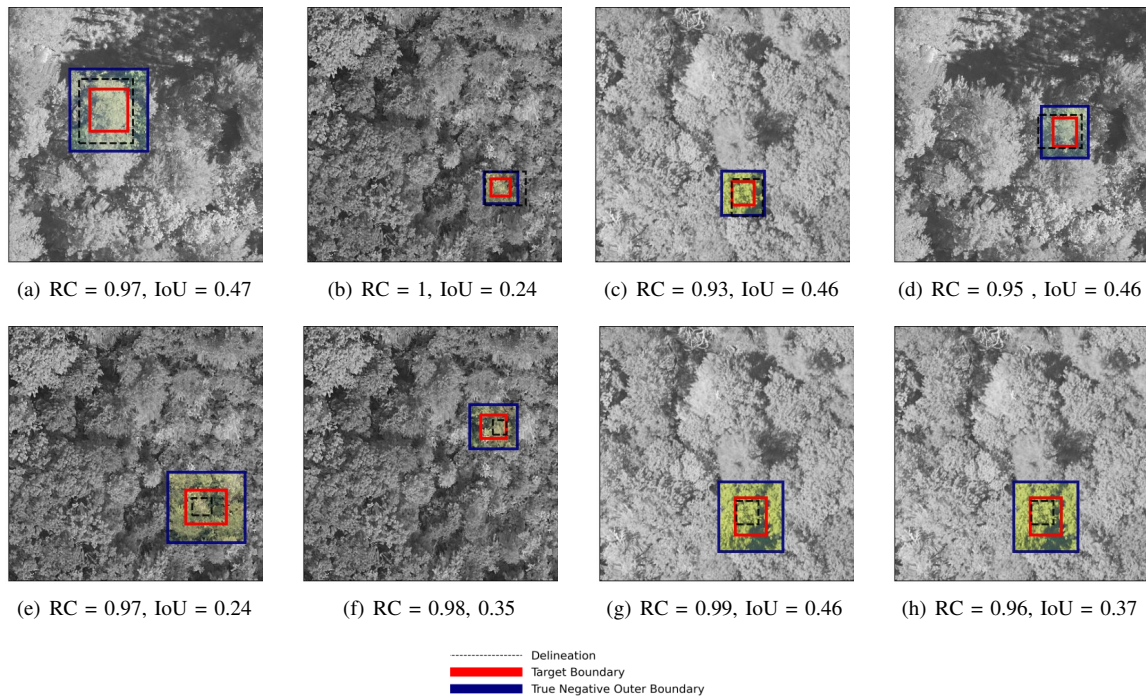 (a) RC = 0.97, IoU = 0.47
(b) RC = 1, IoU = 0.24
(c) RC = 0.93, IoU = 0.46
(d) RC = 0.95 , IoU = 0.46
(e) RC = 0.97, IoU = 0.24
(f) RC = 0.98, 0.35
(g) RC = 0.99, IoU = 0.46
(h) RC = 0.96, IoU = 0.37
Delineation
Target Boundary
True Negative Outer Boundary